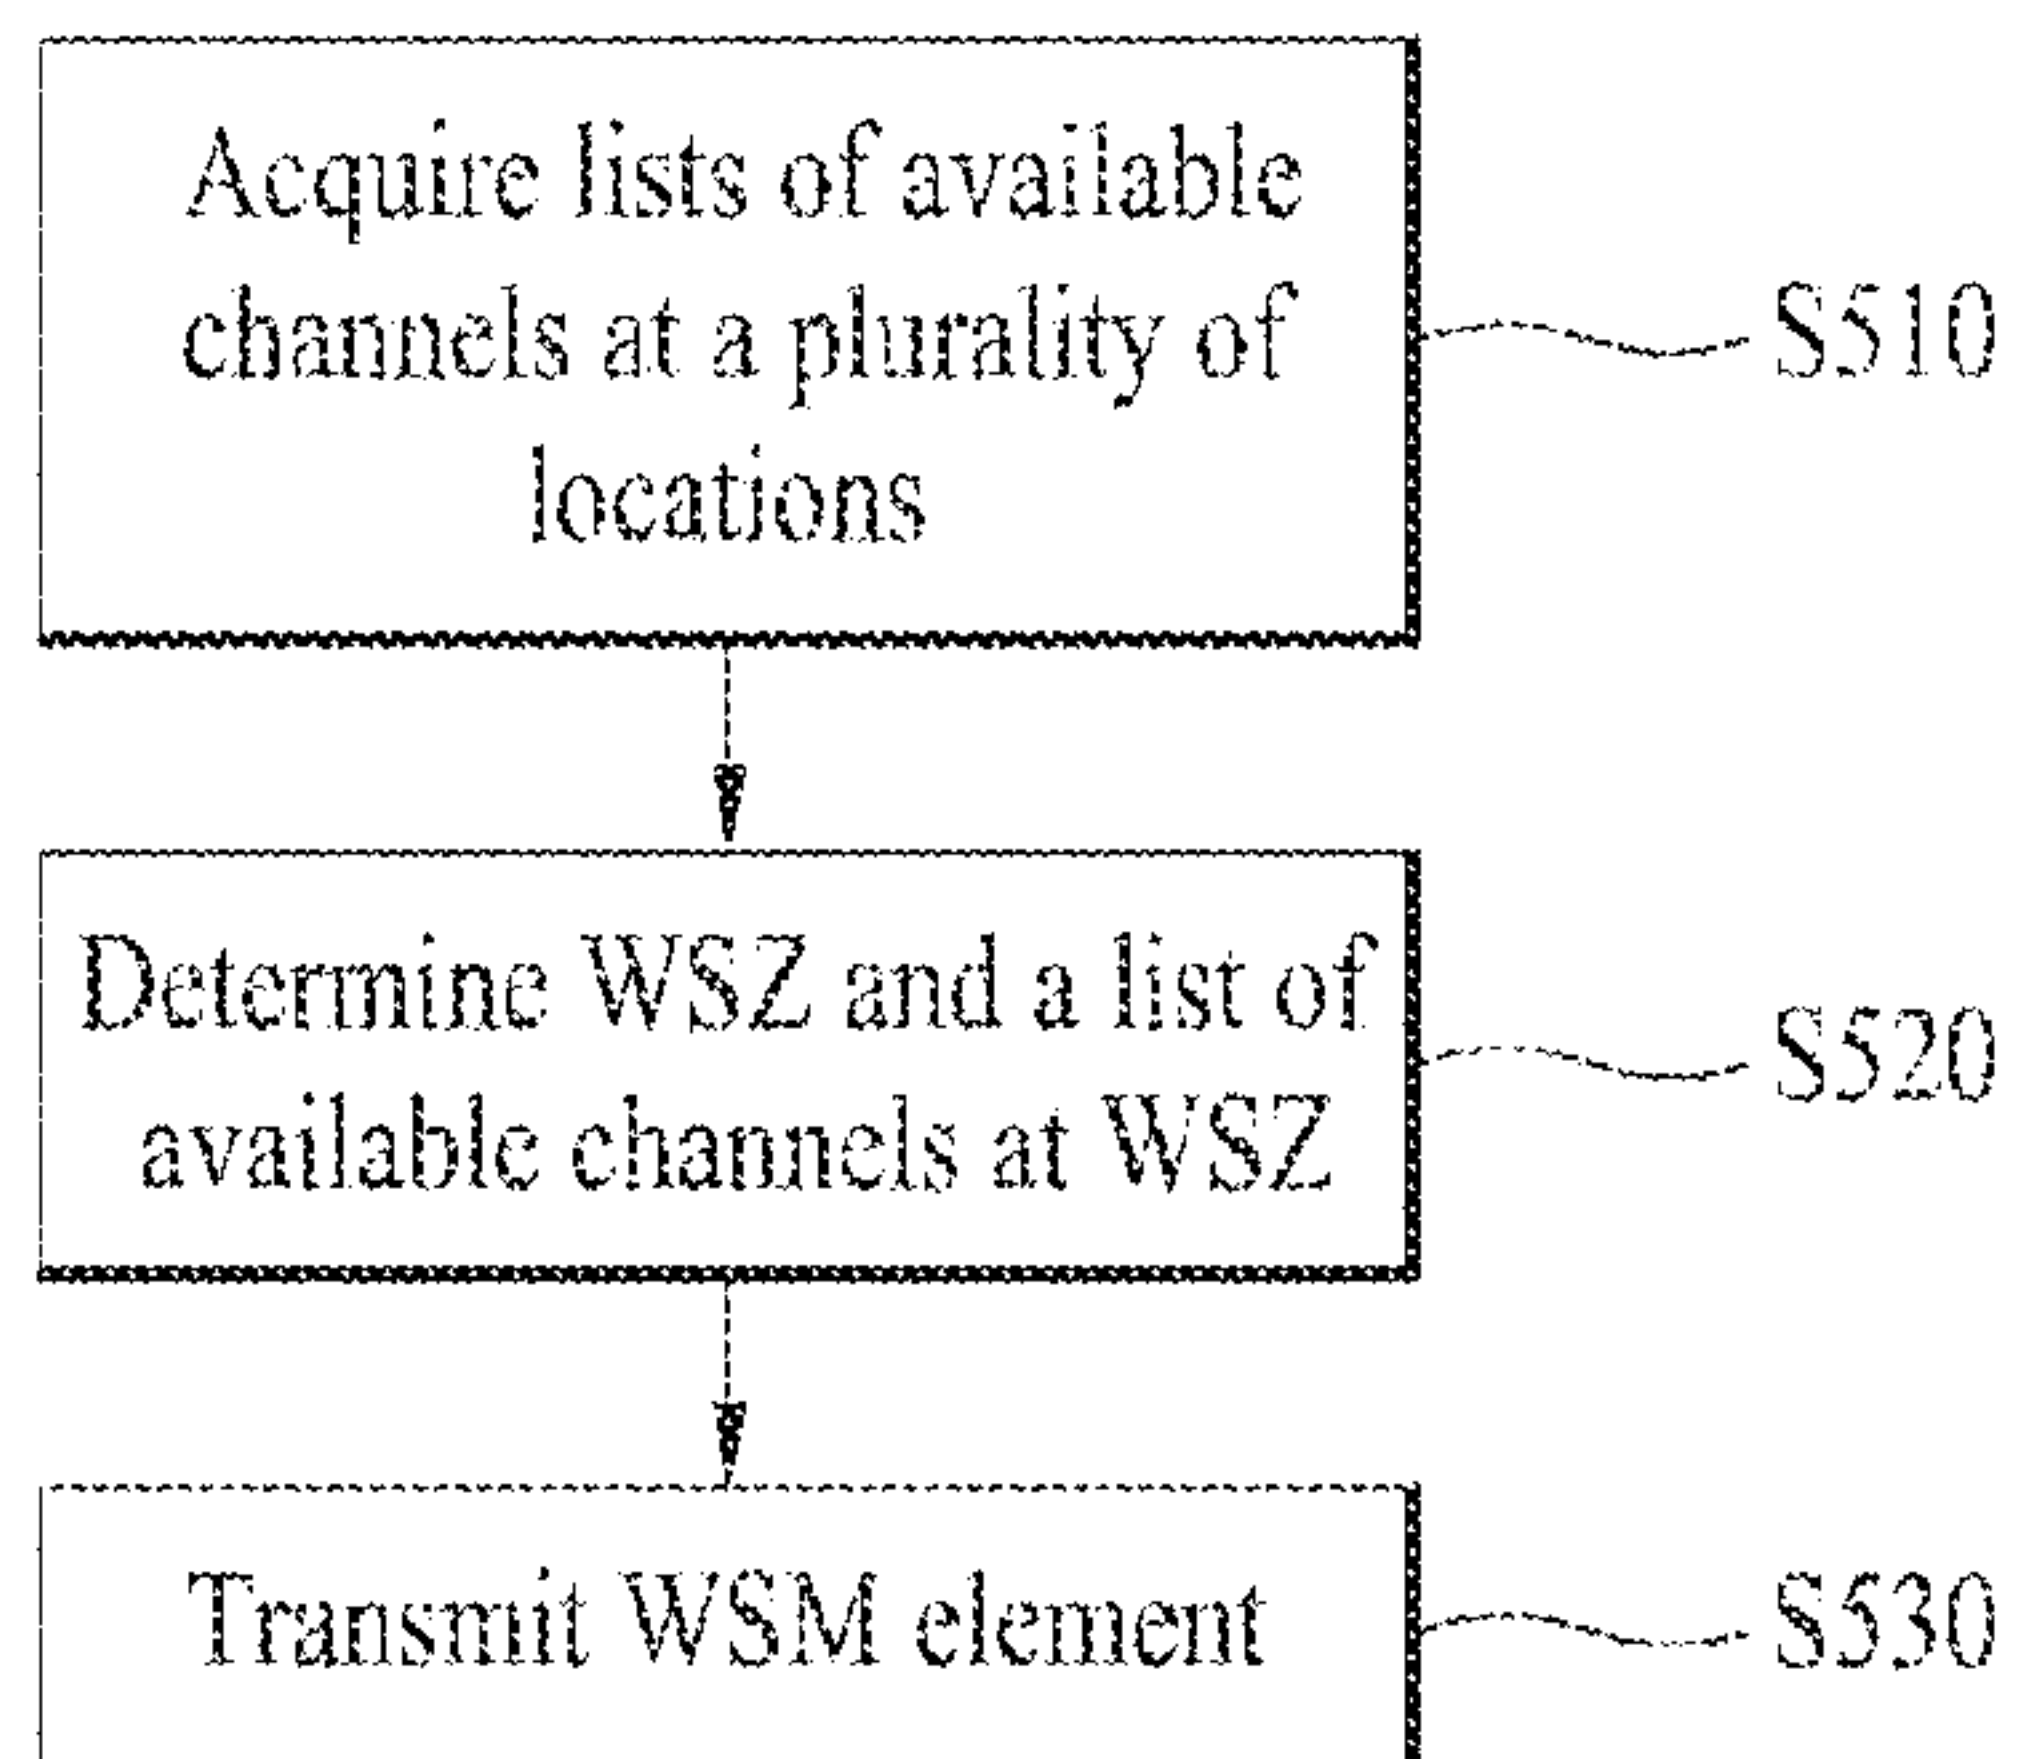 Acquire lists of available
channels at a plurality of
locations
S510
Determine WSZ and a list of
available channels at WSZ
S520
Transmit WSM element
S530